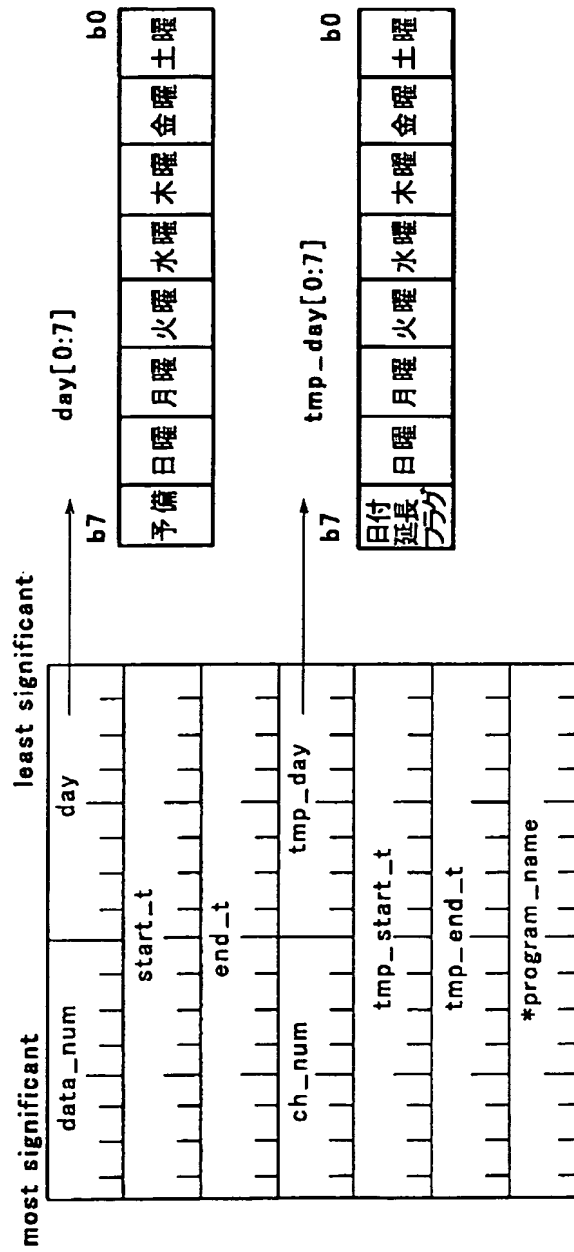 most significant
least significant
data_num
day
start_t
end_t
ch_num
tmp_day
tmp_start_t
tmp_end_t
*program_name
day[0:7]
b7
b0
予備
日曜
月曜
火曜
水曜
木曜
金曜
土曜
tmp_day[0:7]
b7
b0
日付
延長
フラグ
日曜
月曜
火曜
水曜
木曜
金曜
土曜